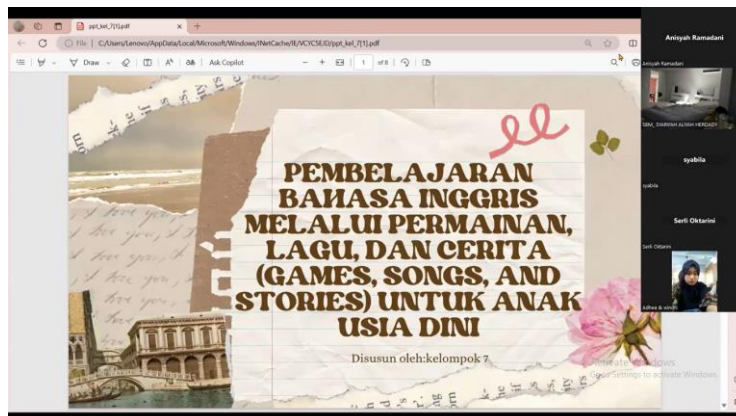 ppt_kel_7[1].pdf
File | C:/Users/Lenovo/AppData/Local/Microsoft/Windows/INetCache/IE/VCYC5EJO/ppt_kel_7[1].pdf
Draw
Ask Copilot
1 of 8
PEMBELAJARAN
BAHASA INGGRIS
MELALUI PERMAINAN,
LAGU, DAN CERITA
(GAMES, SONGS, AND
STORIES) UNTUK ANAK
USIA DINI
Disusun oleh:kelompok 7
I love you,
Activate Windows
Go to Settings to activate Windows.
Anisyah Ramadani
Anisyah Ramadani
syabila
syabila
Serli Oktarini
Serli Oktarini